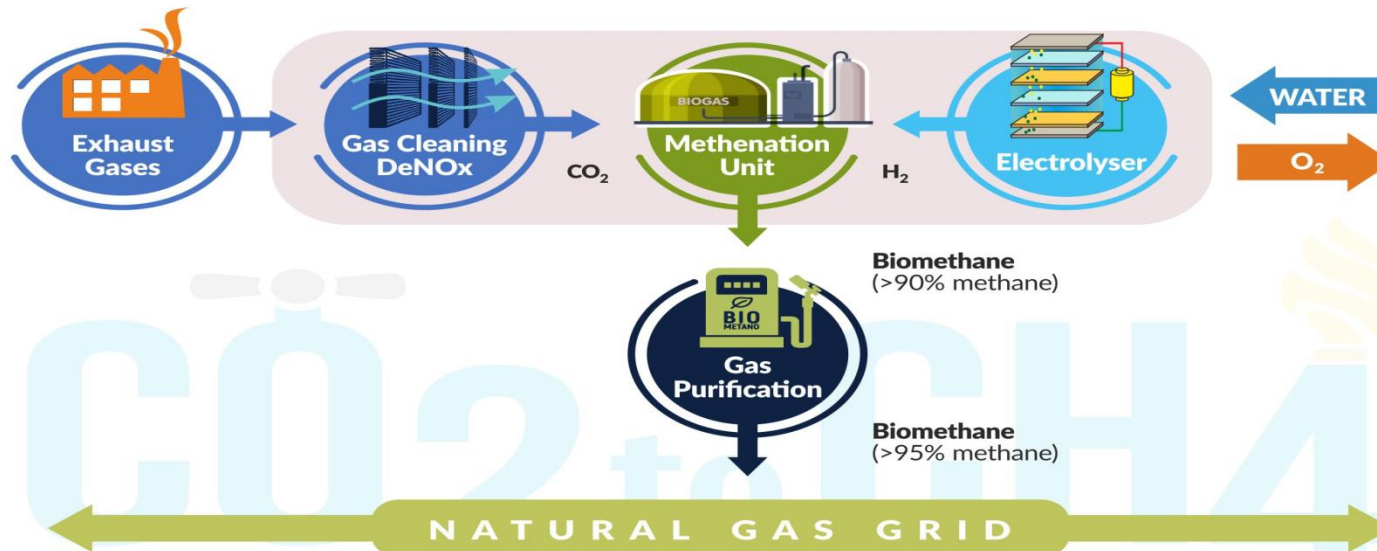 Exhaust
Gases
Gas Cleaning
DeNOx
CO₂
BIOGAS
Methenation
Unit
H₂
Electrolyser
WATER
O₂
Biomethane
(>90% methane)
BIO
METANO
Gas
Purification
Biomethane
(>95% methane)
CO2 to CH4
NATURAL GAS GRID